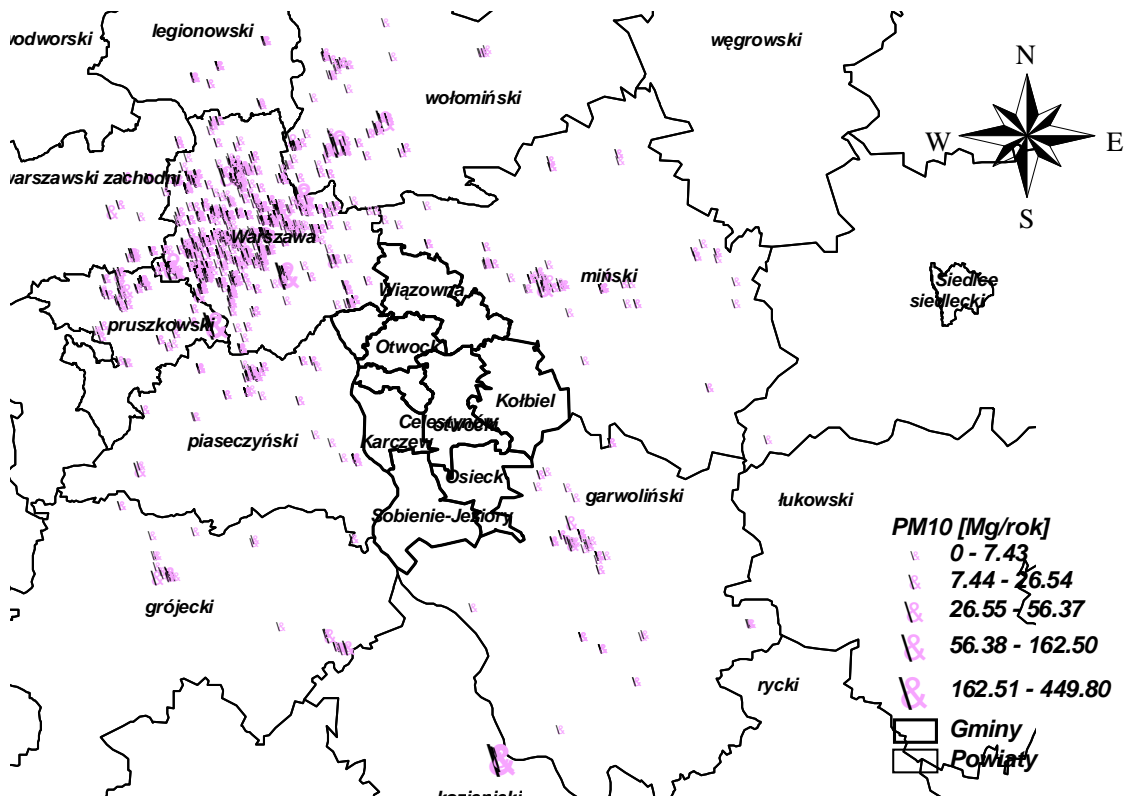 legionowski
węgrowski
N
wołomiński
W
E
warszawski zachodni
S
Warszawa
miński
Siedlce
Wiązowna
siedlecki
pruszkowski
Otwock
Kołbiel
Celestynów
otwocki
piaseczyński
Karczew
Osieck
garwoliński
łukowski
Sobienie-Jeziory
PM10 [Mg/rok]
0 - 7.43
7.44 - 26.54
26.55 - 56.37
grójecki
56.38 - 162.50
rycki
162.51 - 449.80
Gminy
Powiaty